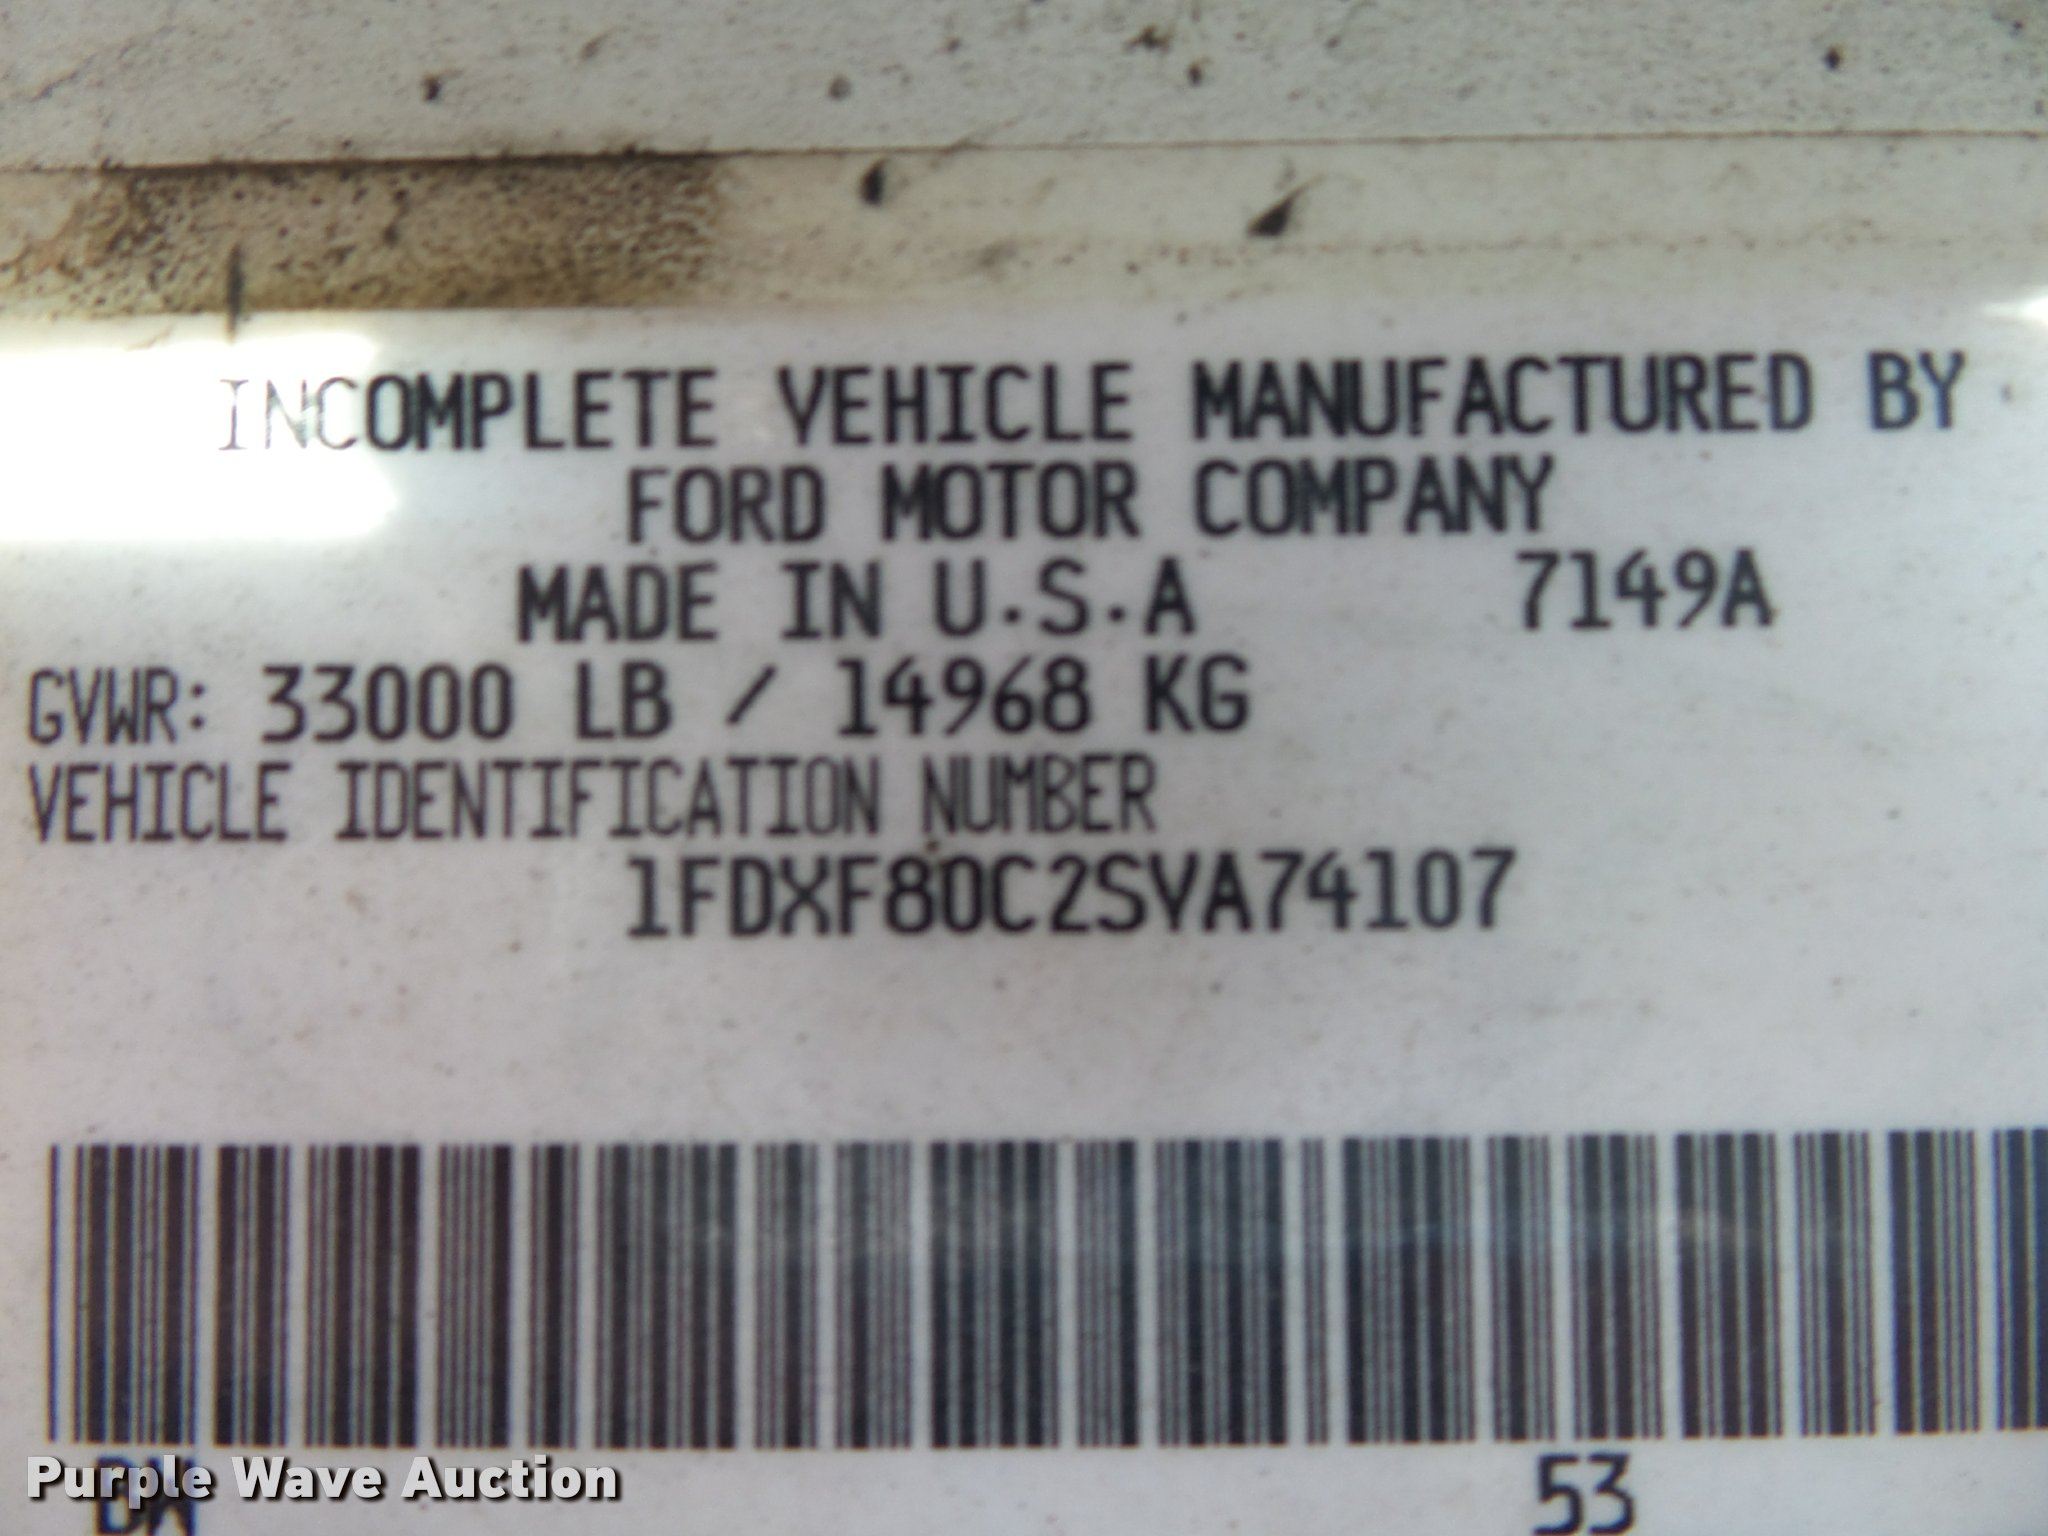 INCOMPLETE VEHICLE MANUFACTURED BY
FORD MOTOR COMPANY
MADE IN U.S.A 7149A
GVWR: 33000 LB / 14968 KG
VEHICLE IDENTIFICATION NUMBER
1FDXF80C2SVA74107
Purple Wave Auction
53